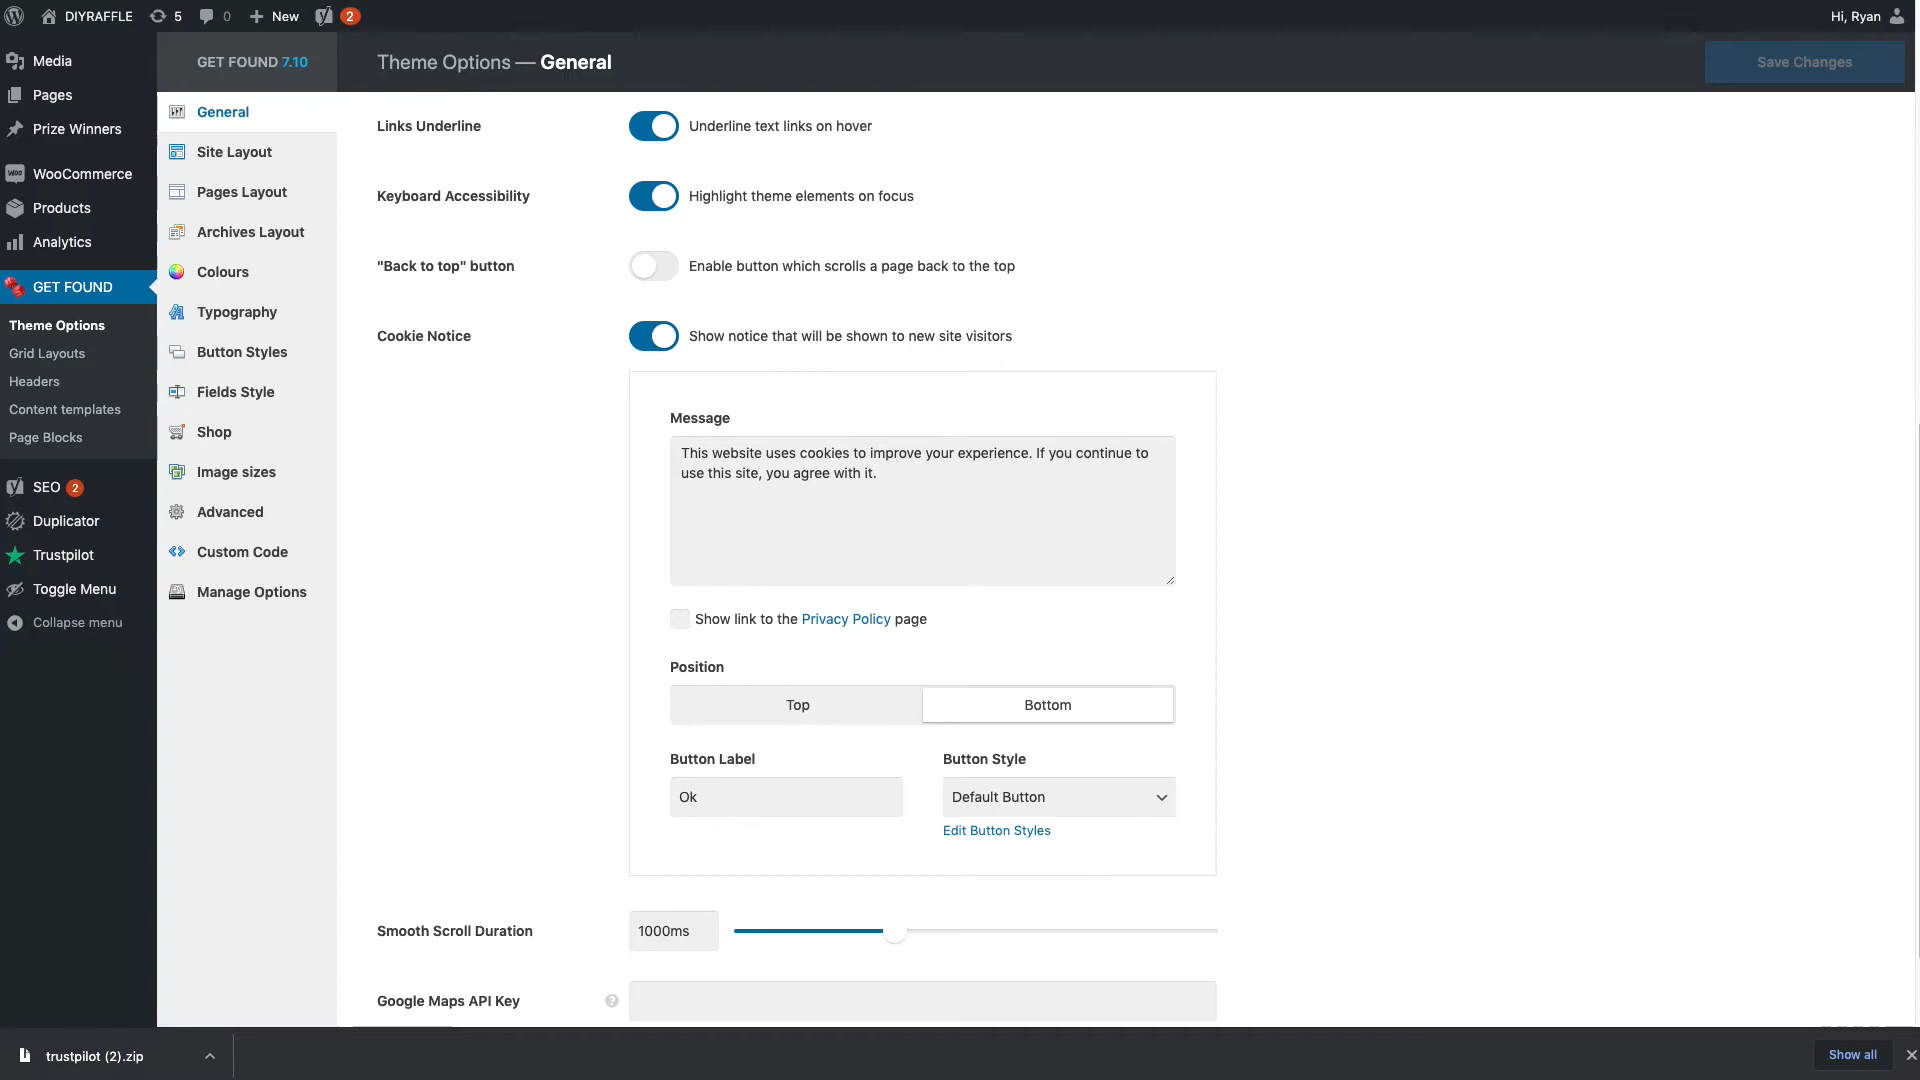 DIYRAFFLE 5 0 New 2 Hi, Ryan
Media
Pages
Prize Winners
WooCommerce
Products
Analytics
GET FOUND
Theme Options
Grid Layouts
Headers
Content templates
Page Blocks
SEO 2
Duplicator
Trustpilot
Toggle Menu
Collapse menu
GET FOUND 7.10
General
Site Layout
Pages Layout
Archives Layout
Colours
Typography
Button Styles
Fields Style
Shop
Image sizes
Advanced
Custom Code
Manage Options
Theme Options — General
Save Changes
Links Underline
Underline text links on hover
Keyboard Accessibility
Highlight theme elements on focus
"Back to top" button
Enable button which scrolls a page back to the top
Cookie Notice
Show notice that will be shown to new site visitors
Message
This website uses cookies to improve your experience. If you continue to
use this site, you agree with it.
Show link to the Privacy Policy page
Position
Top
Bottom
Button Label
Button Style
Ok
Default Button
Edit Button Styles
Smooth Scroll Duration
1000ms
Google Maps API Key
?
trustpilot (2).zip
Show all